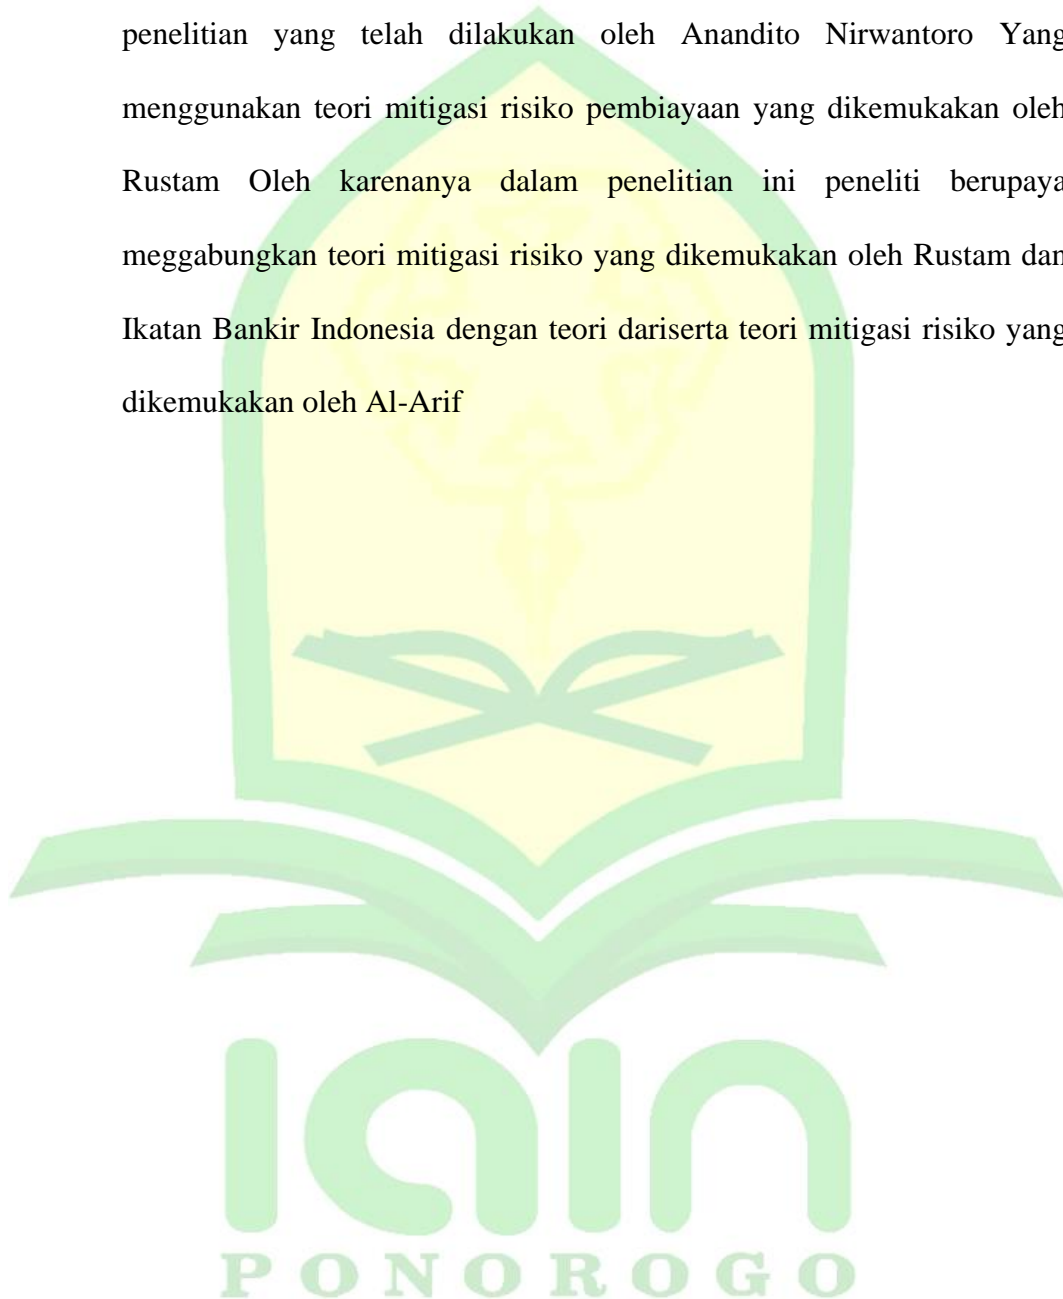 penelitian yang telah dilakukan oleh Anandito Nirwantoro Yang
menggunakan teori mitigasi risiko pembiayaan yang dikemukakan oleh
Rustam Oleh karenanya dalam penelitian ini peneliti berupaya
meggabungkan teori mitigasi risiko yang dikemukakan oleh Rustam dan
Ikatan Bankir Indonesia dengan teori dariserta teori mitigasi risiko yang
dikemukakan oleh Al-Arif
iain
PONOROGO